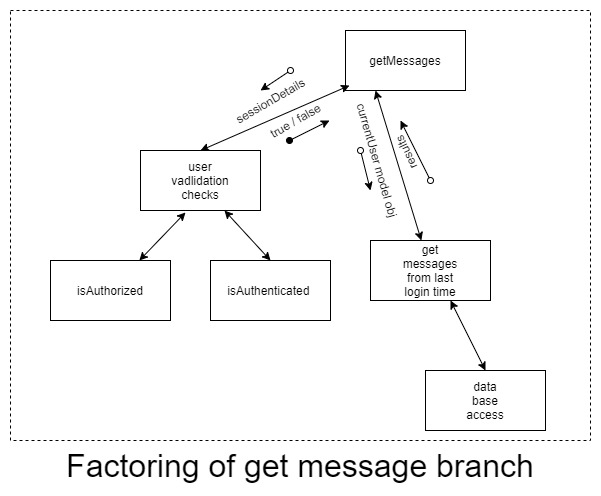 getMessages
sessionDetails
true / false
currentUser model obj
results
user
vadlidation
checks
get
messages
from last
login time
isAuthorized
isAuthenticated
data
base
access
Factoring of get message branch